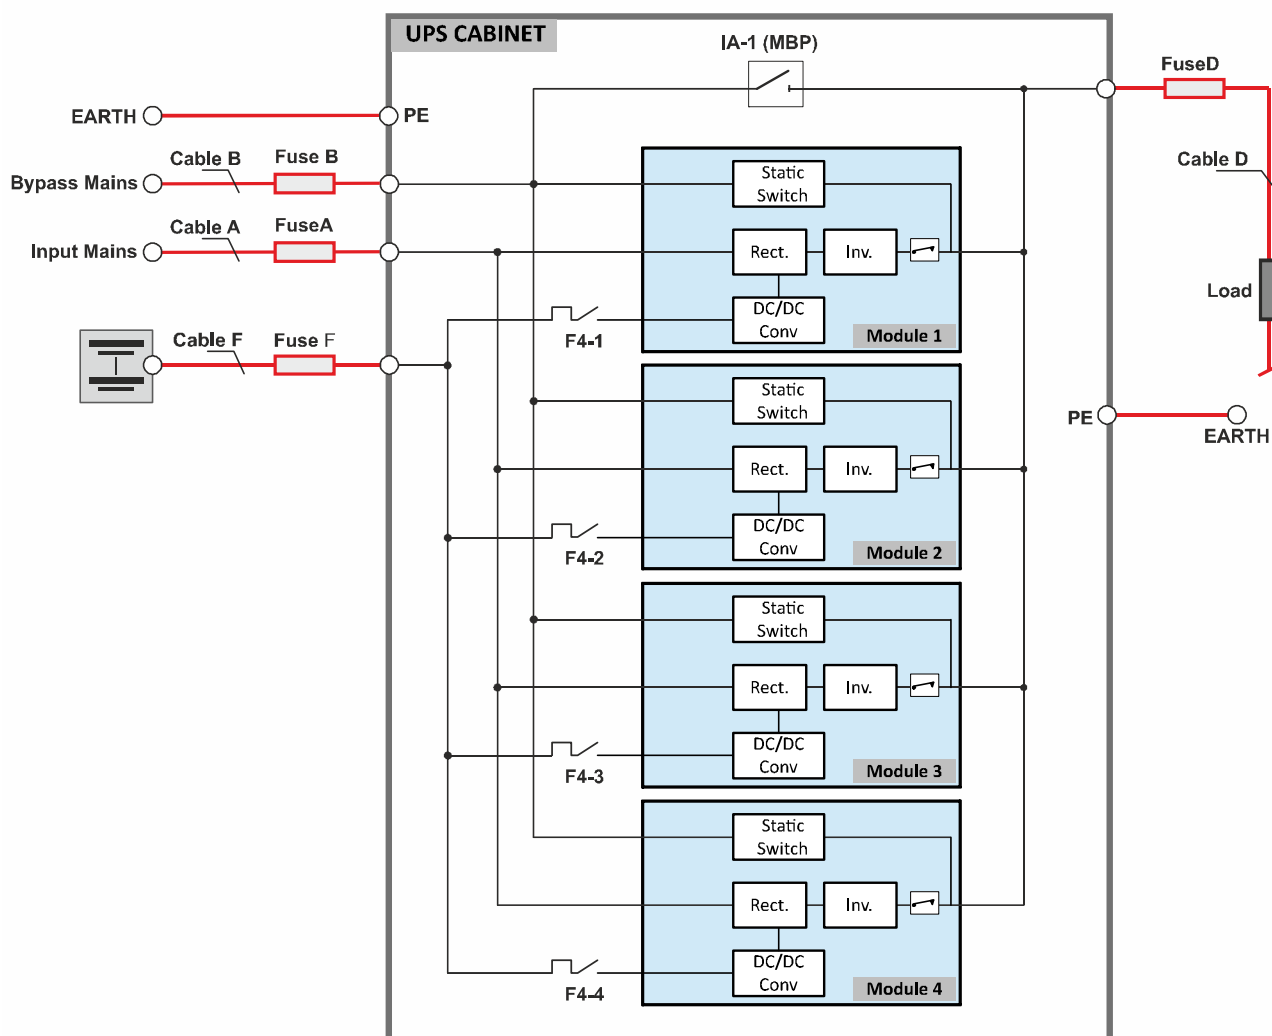 UPS CABINET
IA-1 (MBP)
FuseD
EARTH
PE
Cable B
Fuse B
Bypass Mains
Cable D
Static
Switch
Cable A
FuseA
Input Mains
Rect.
Inv.
Load
DC/DC
Conv
F4-1
Module 1
Cable F
Fuse F
Static
Switch
PE
EARTH
Rect.
Inv.
DC/DC
Conv
F4-2
Module 2
Static
Switch
Rect.
Inv.
DC/DC
Conv
F4-3
Module 3
Static
Switch
Rect.
Inv.
DC/DC
Conv
F4-4
Module 4